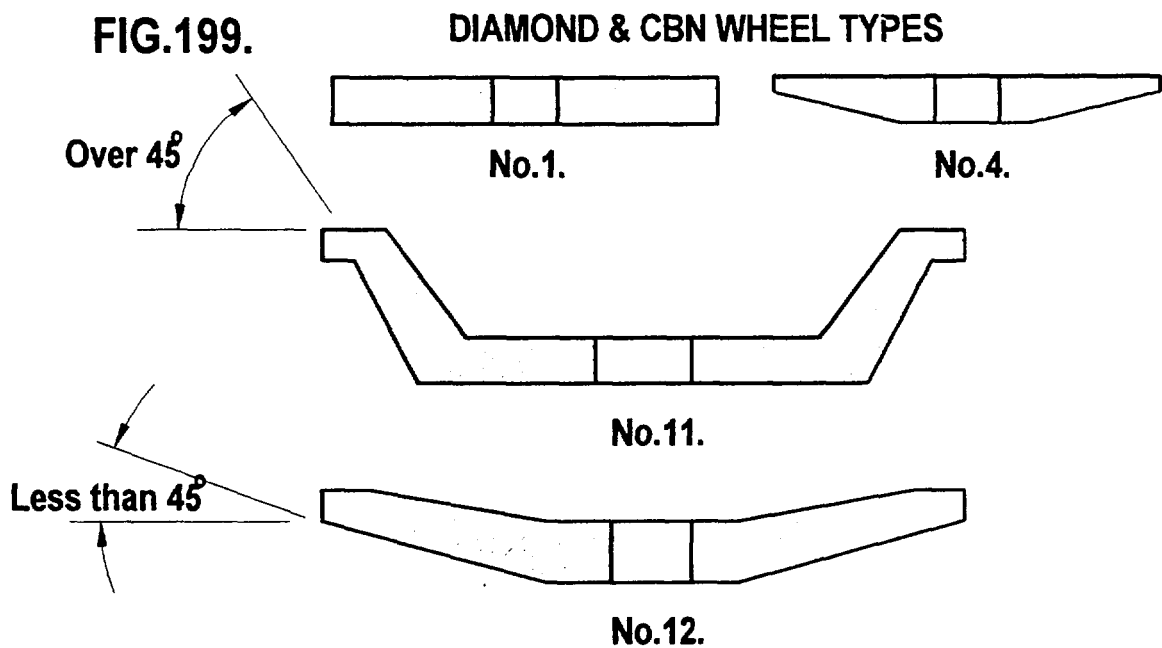 FIG.199.
DIAMOND & CBN WHEEL TYPES
Over 45°
No.1.
No.4.
No.11.
Less than 45°
No.12.